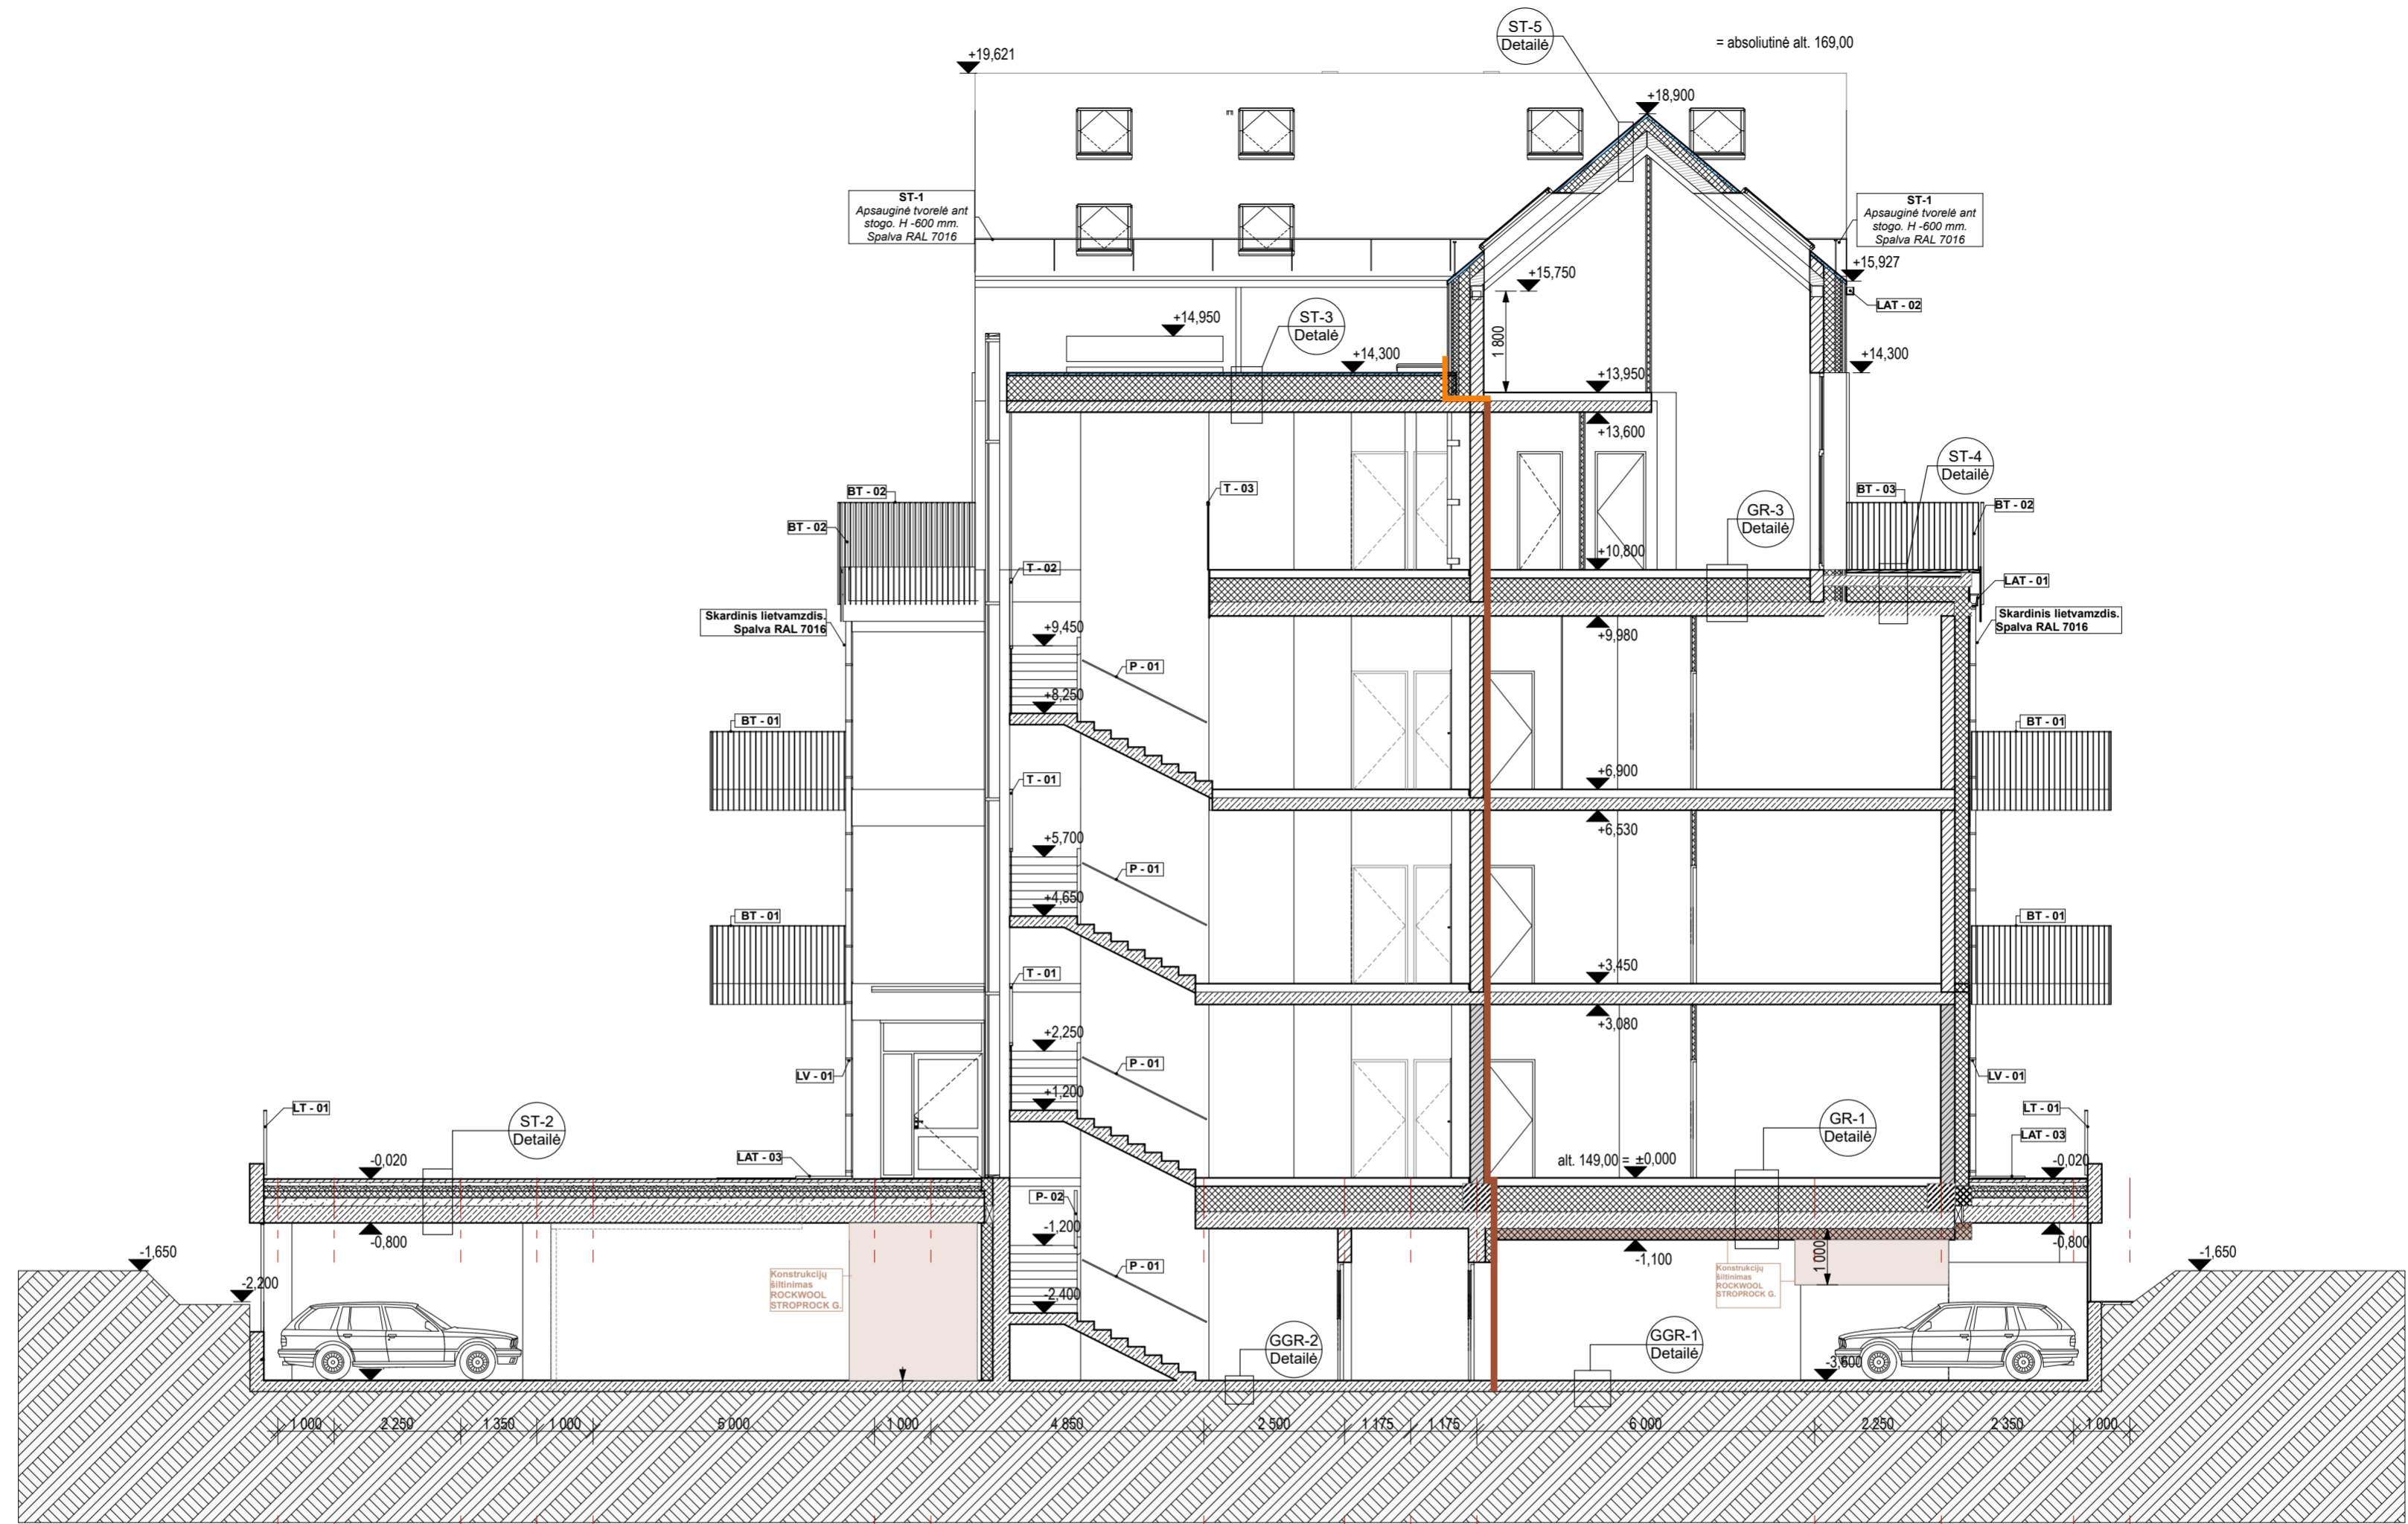 ST-5
Detailė
= absoliutinė alt. 169,00
+19,621
+18,900
ST-1
Apsauginė tvorelė ant
stogo. H -600 mm.
Spalva RAL 7016
ST-1
Apsauginė tvorelė ant
stogo. H -600 mm.
Spalva RAL 7016
+15,927
LAT - 02
+15,750
1 800
+14,950
ST-3
Detalė
+14,300
+14,300
+13,950
+13,600
ST-4
Detailė
BT - 02
T - 03
BT - 03
BT - 02
BT - 02
GR-3
Detailė
+10,800
T - 02
LAT - 01
Skardinis lietvamzdis.
Spalva RAL 7016
Skardinis lietvamzdis.
Spalva RAL 7016
+9,450
+9,980
P - 01
+8,250
BT - 01
BT - 01
T - 01
+6,900
+6,530
+5,700
P - 01
+4,650
BT - 01
BT - 01
T - 01
+3,450
+3,080
+2,250
P - 01
LV - 01
LV - 01
+1,200
LT - 01
LT - 01
ST-2
Detailė
GR-1
Detailė
LAT - 03
LAT - 03
-0,020
alt. 149,00 = ±0,000
-0,020
P- 02
-0,800
-1,200
-0,800
-1,650
-1,100
1 000
-1,650
Konstrukcijų
šiltinimas
ROCKWOOL
STROPROCK G.
P - 01
Konstrukcijų
šiltinimas
ROCKWOOL
STROPROCK G.
-2,200
-2,400
GGR-2
Detailė
GGR-1
Detailė
-3,600
1 000
2 250
1 350
1 000
5 000
1 000
4 850
2 500
1 175
1 175
6 000
2 250
2 350
1 000